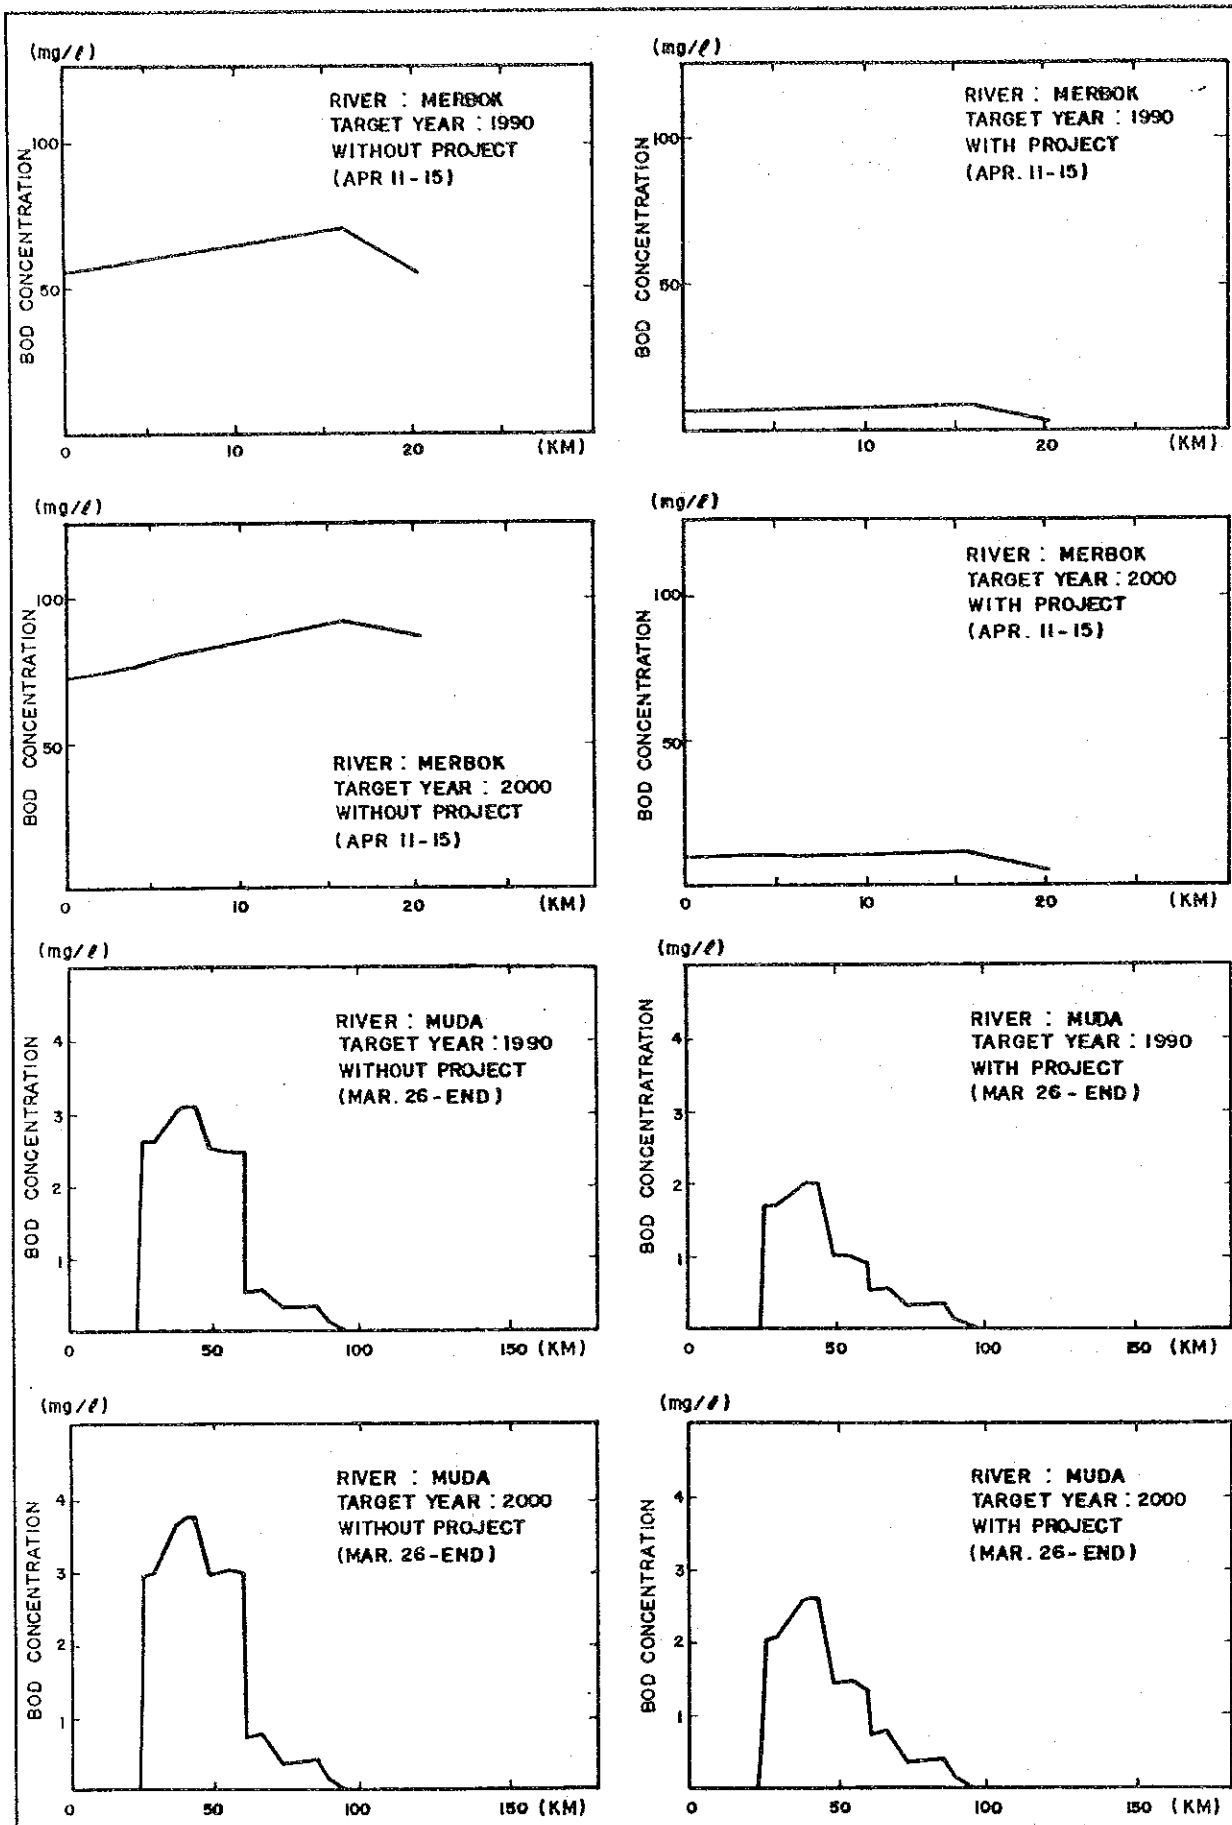 (mg/ℓ)
BOD CONCENTRATION
100
50
RIVER : MERBOK
TARGET YEAR : 1990
WITHOUT PROJECT
(APR 11-15)
0 10 20 (KM)
(mg/ℓ)
BOD CONCENTRATION
100
50
RIVER : MERBOK
TARGET YEAR : 1990
WITH PROJECT
(APR. 11-15)
0 10 20 (KM)
(mg/ℓ)
BOD CONCENTRATION
100
50
RIVER : MERBOK
TARGET YEAR : 2000
WITHOUT PROJECT
(APR 11-15)
0 10 20 (KM)
(mg/ℓ)
BOD CONCENTRATION
100
50
RIVER : MERBOK
TARGET YEAR : 2000
WITH PROJECT
(APR. 11-15)
0 10 20 (KM)
(mg/ℓ)
BOD CONCENTRATION
4
3
2
1
RIVER : MUDA
TARGET YEAR : 1990
WITHOUT PROJECT
(MAR. 26-END)
0 50 100 150 (KM)
(mg/ℓ)
BOD CONCENTRATRATION
4
3
2
1
RIVER : MUDA
TARGET YEAR : 1990
WITH PROJECT
(MAR 26 - END)
0 50 100 150 (KM)
(mg/ℓ)
BOD CONCENTRATION
4
3
2
1
RIVER : MUDA
TARGET YEAR : 2000
WITHOUT PROJECT
(MAR. 26-END)
0 50 100 150 (KM)
(mg/ℓ)
BOD CONCENTRATION
4
3
2
1
RIVER : MUDA
TARGET YEAR : 2000
WITH PROJECT
(MAR. 26-END)
0 50 100 150 (KM)